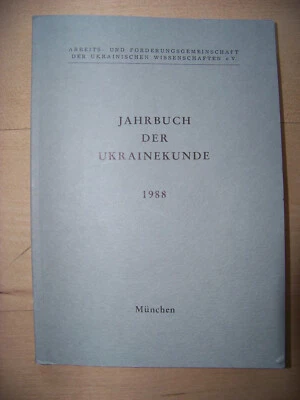 ARBEITS- UND FÖRDERUNGSGEMEINSCHAFT
DER UKRAINISCHEN WISSENSCHAFTEN e.V.
JAHRBUCH
DER
UKRAINEKUNDE
1988
München